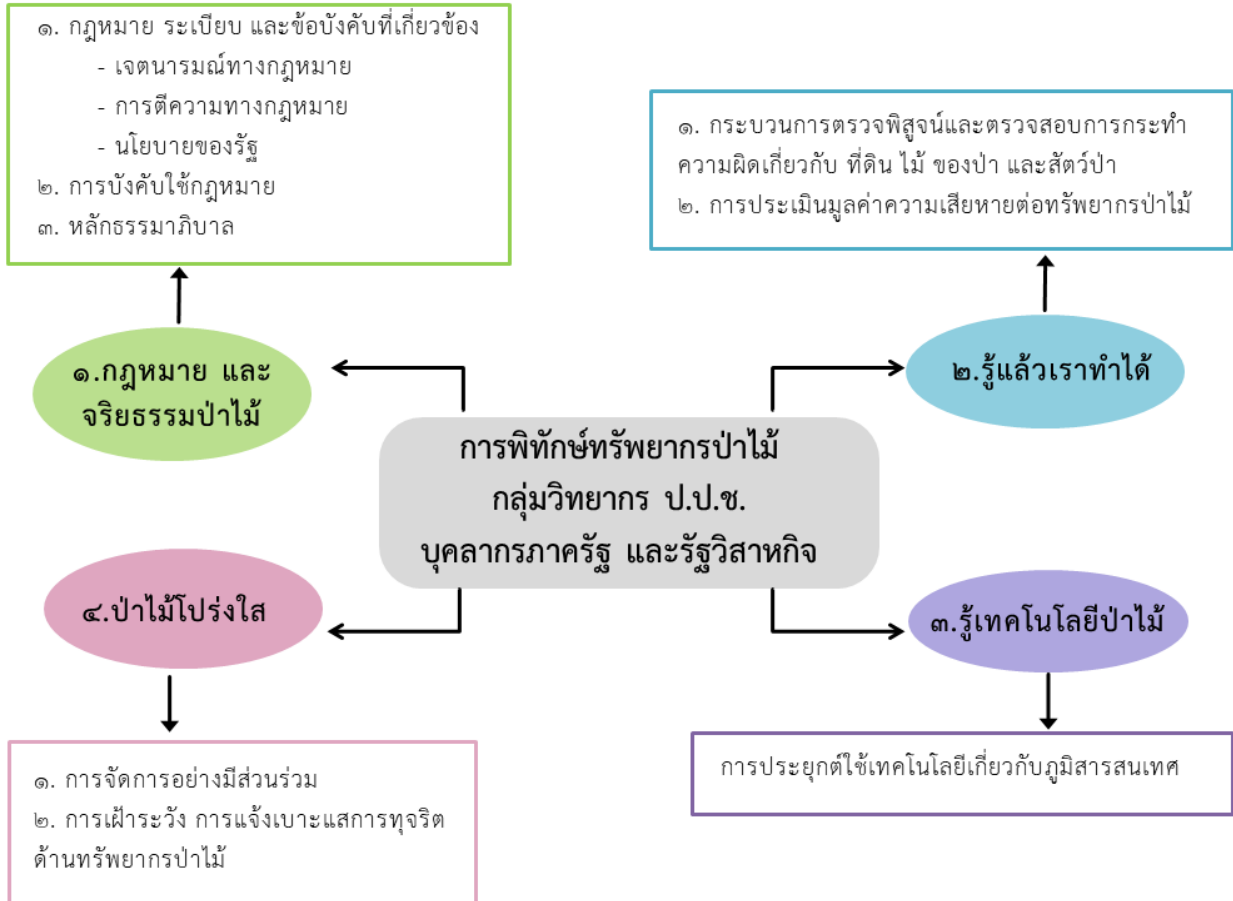 ๑. กฎหมาย ระเบียบ และข้อบังคับที่เกี่ยวข้อง
- เจตนารมณ์ทางกฎหมาย
- การตีความทางกฎหมาย
- นโยบายของรัฐ
๒. การบังคับใช้กฎหมาย
๓. หลักธรรมาภิบาล
๑. กระบวนการตรวจพิสูจน์และตรวจสอบการกระทำ
ความผิดเกี่ยวกับ ที่ดิน ไม้ ของป่า และสัตว์ป่า
๒. การประเมินมูลค่าความเสียหายต่อทรัพยากรป่าไม้
๑.กฎหมาย และ
จริยธรรมป่าไม้
๒.รู้แล้วเราทำได้
การพิทักษ์ทรัพยากรป่าไม้
กลุ่มวิทยากร ป.ป.ช.
บุคลากรภาครัฐ และรัฐวิสาหกิจ
๔.ป่าไม้โปร่งใส
๓.รู้เทคโนโลยีป่าไม้
๑. การจัดการอย่างมีส่วนร่วม
๒. การเฝ้าระวัง การแจ้งเบาะแสการทุจริต
ด้านทรัพยากรป่าไม้
การประยุกต์ใช้เทคโนโลยีเกี่ยวกับภูมิสารสนเทศ